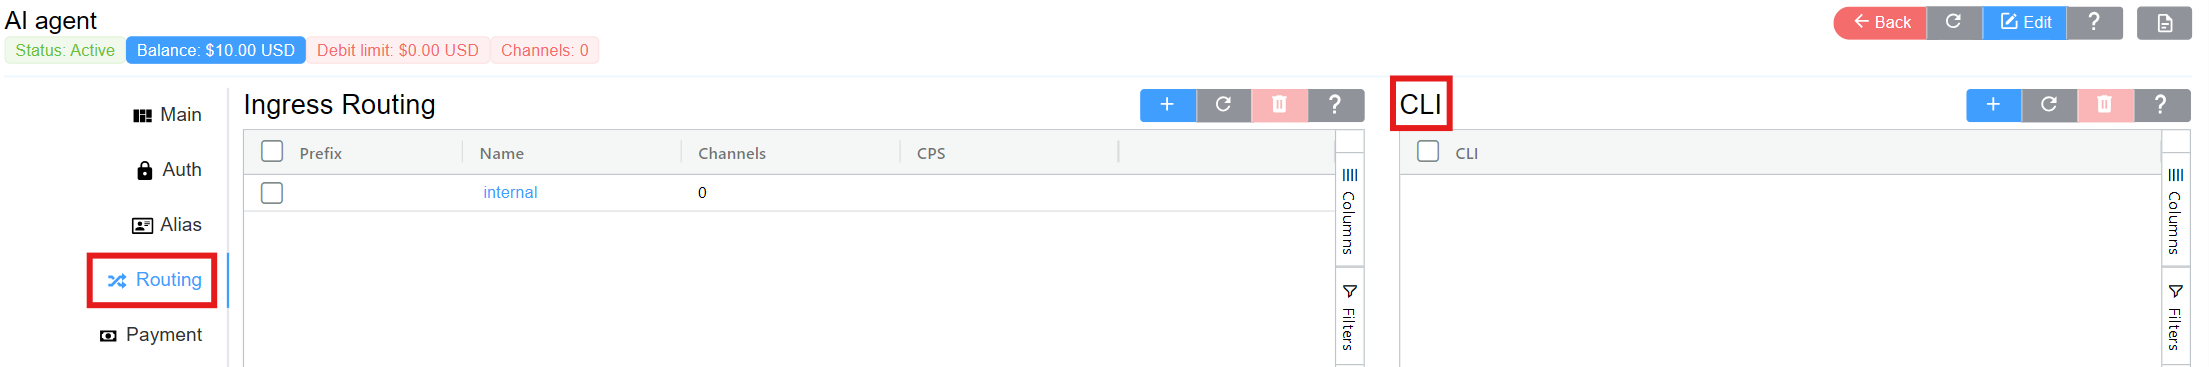 AI agent
Back
Edit
?
Status: Active
Balance: $10.00 USD
Debit limit: $0.00 USD
Channels: 0
Main
Auth
Alias
Routing
Payment
Ingress Routing
+
?
Prefix Name Channels CPS
internal 0
Columns
Filters
CLI
+
?
CLI
Columns
Filters